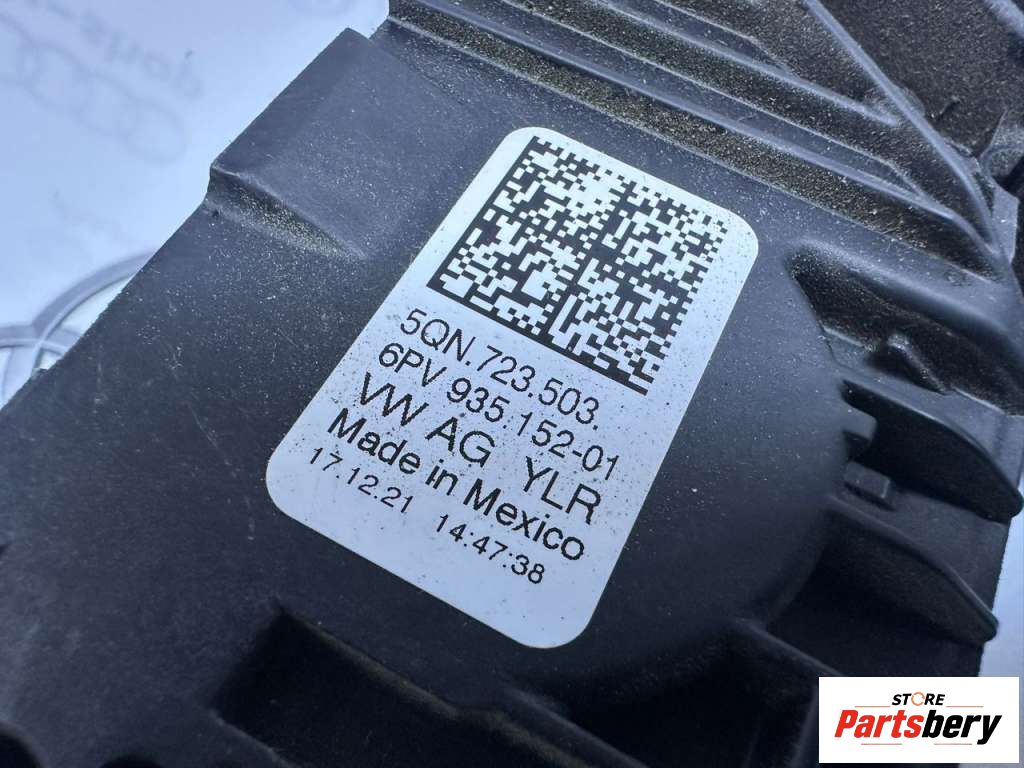 5QN.723.503.
6PV 935.152-01
VW AG YLR
Made in Mexico
17.12.21 14:47:38
STORE
Partsbery